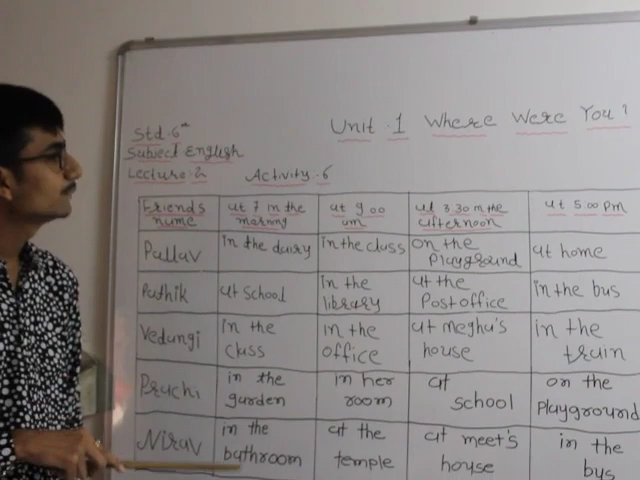 Unit .1 Where Were You?
Std.6th
Subject English
Lecture:2
Activity.6
Friends name | at 7 in the morning | at 9.00 am | at 3.30 in the afternoon | at 5:00 pm
Pallav | in the dairy | in the class | on the playground | at home
Pathik | at school | in the library | at the Post office | in the bus
Vedangi | in the class | in the office | at megha's house | in the train
Prachi | in the garden | in her room | at school | on the playground
Nirav | in the bathroom | at the temple | at meet's house | in the bus